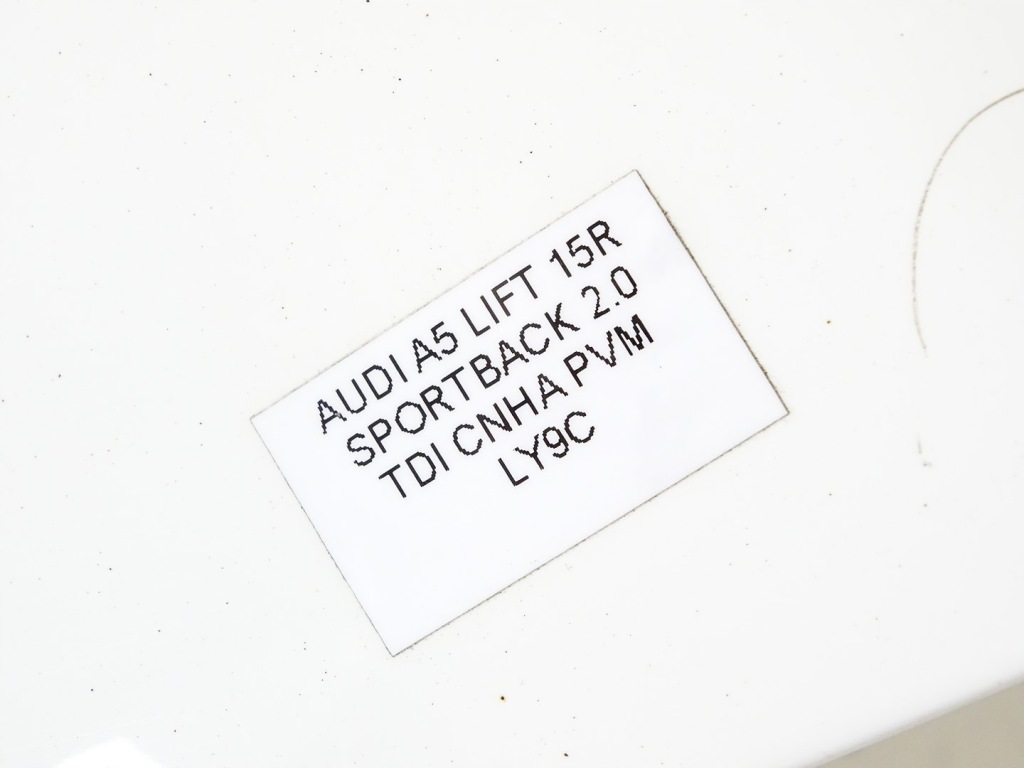 AUDI A5 LIFT 15R
SPORTBACK 2.0
TDI CNHA PVM
LY9C